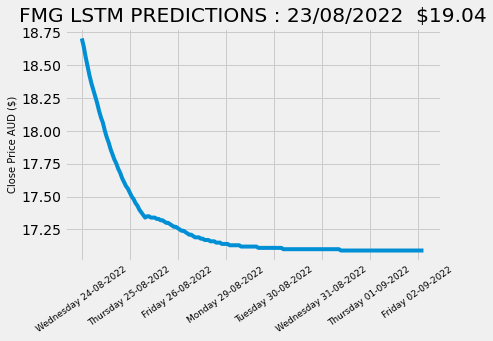 FMG LSTM PREDICTIONS : 23/08/2022  $19.04
18.75
18.50
18.25
18.00
17.75
17.50
17.25
Close Price AUD ($)
Wednesday 24-08-2022
Thursday 25-08-2022
Friday 26-08-2022
Monday 29-08-2022
Tuesday 30-08-2022
Wednesday 31-08-2022
Thursday 01-09-2022
Friday 02-09-2022